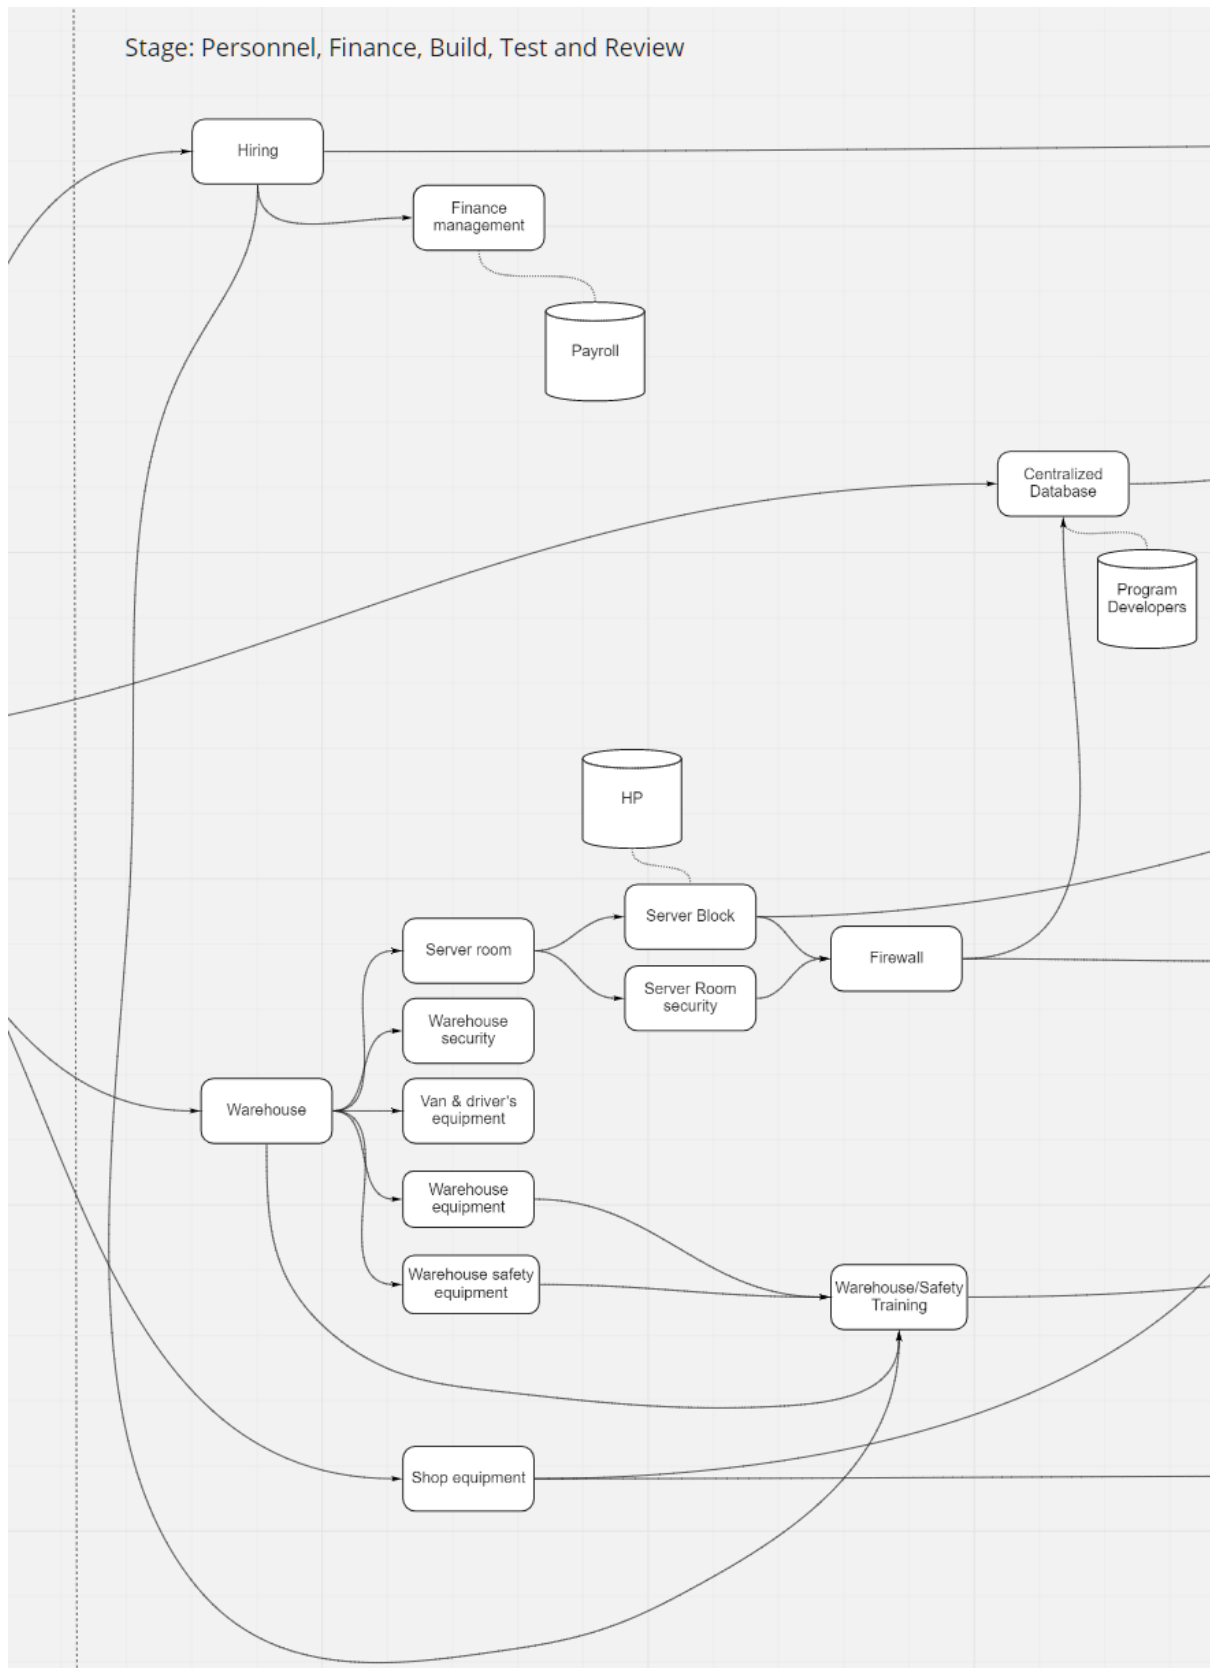 Stage: Personnel, Finance, Build, Test and Review
Hiring
Finance
management
Payroll
Centralized
Database
Program
Developers
HP
Server Block
Server room
Firewall
Server Room
security
Warehouse
security
Van & driver's
equipment
Warehouse
Warehouse
equipment
Warehouse safety
equipment
Warehouse/Safety
Training
Shop equipment